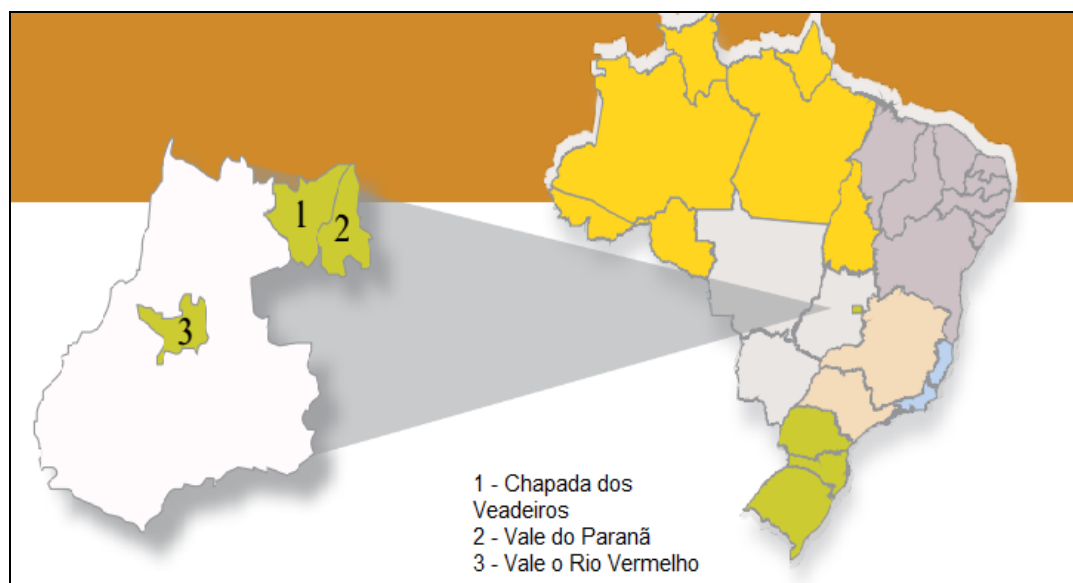 1
2
3
1 - Chapada dos
Veadeiros
2 - Vale do Paranã
3 - Vale o Rio Vermelho